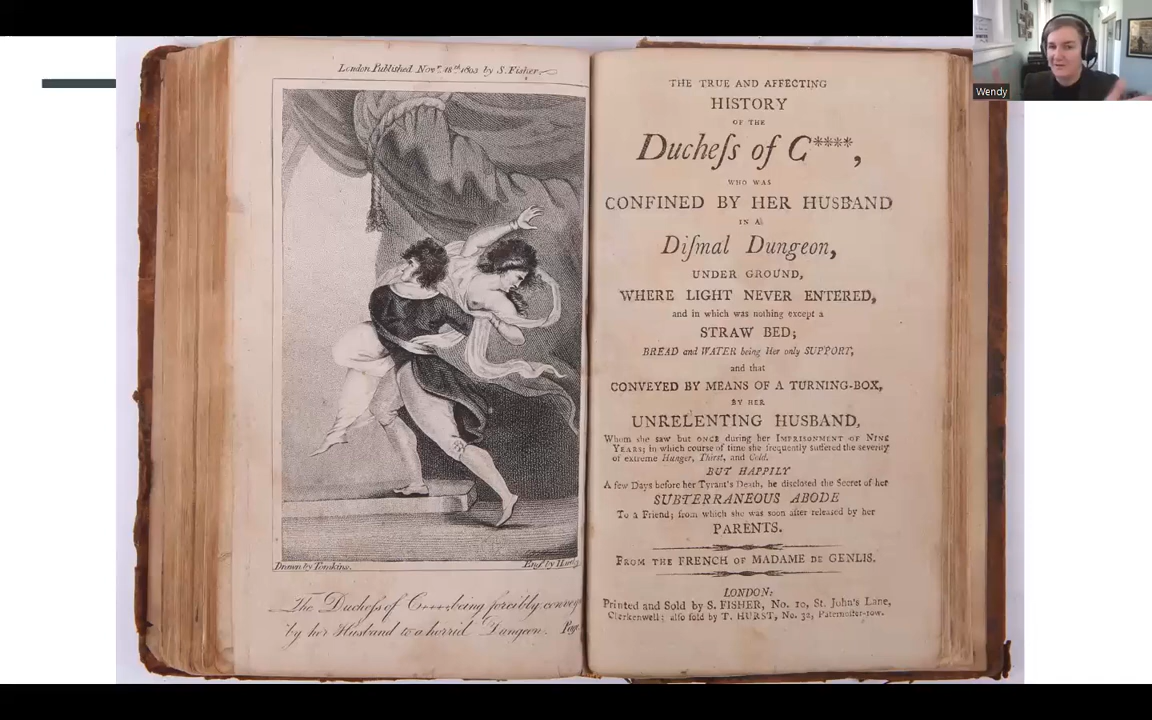 Wendy
London Published Novr. 18th 1803 by S. Fisher
Drawn by Tomkins.
Engd. by
The Duchess of C++++ being forcibly convey
by her Husband to a horrid Dungeon. Page
THE TRUE AND AFFECTING
HISTORY
OF THE
Ducheſs of C****,
WHO WAS
CONFINED BY HER HUSBAND
IN A
Diſmal Dungeon,
UNDER GROUND,
WHERE LIGHT NEVER ENTERED,
and in which was nothing except a
STRAW BED;
BREAD and WATER being Her only SUPPORT,
and that
CONVEYED BY MEANS OF A TURNING-BOX,
BY HER
UNRELENTING HUSBAND,
Whom she saw but ONCE during her IMPRISONMENT OF NINE
YEARS; in which course of time she frequently suffered the severity
of extreme Hunger, Thirst, and Cold.
BUT HAPPILY
A few Days before her Tyrant's Death, he disclosed the Secret of her
SUBTERRANEOUS ABODE
To a Friend; from which she was soon after released by her
PARENTS.
FROM THE FRENCH OF MADAME DE GENLIS.
LONDON:
Printed and Sold by S. FISHER, No. 10, St. John's Lane,
Clerkenwell; also sold by T. HURST, No. 32, Paternoster-row.